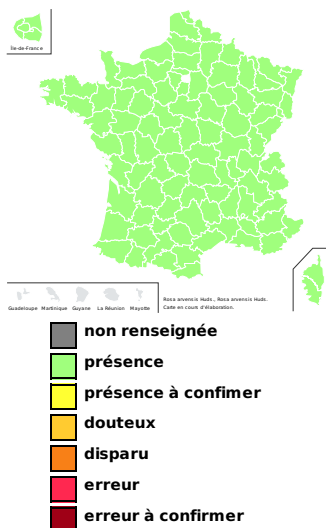 Île-de-France
Guadeloupe Martinique Guyane La Réunion Mayotte
Rosa arvensis Huds., Rosa arvensis Huds.
Carte en cours d'élaboration.
non renseignée
présence
présence à confimer
douteux
disparu
erreur
erreur à confirmer